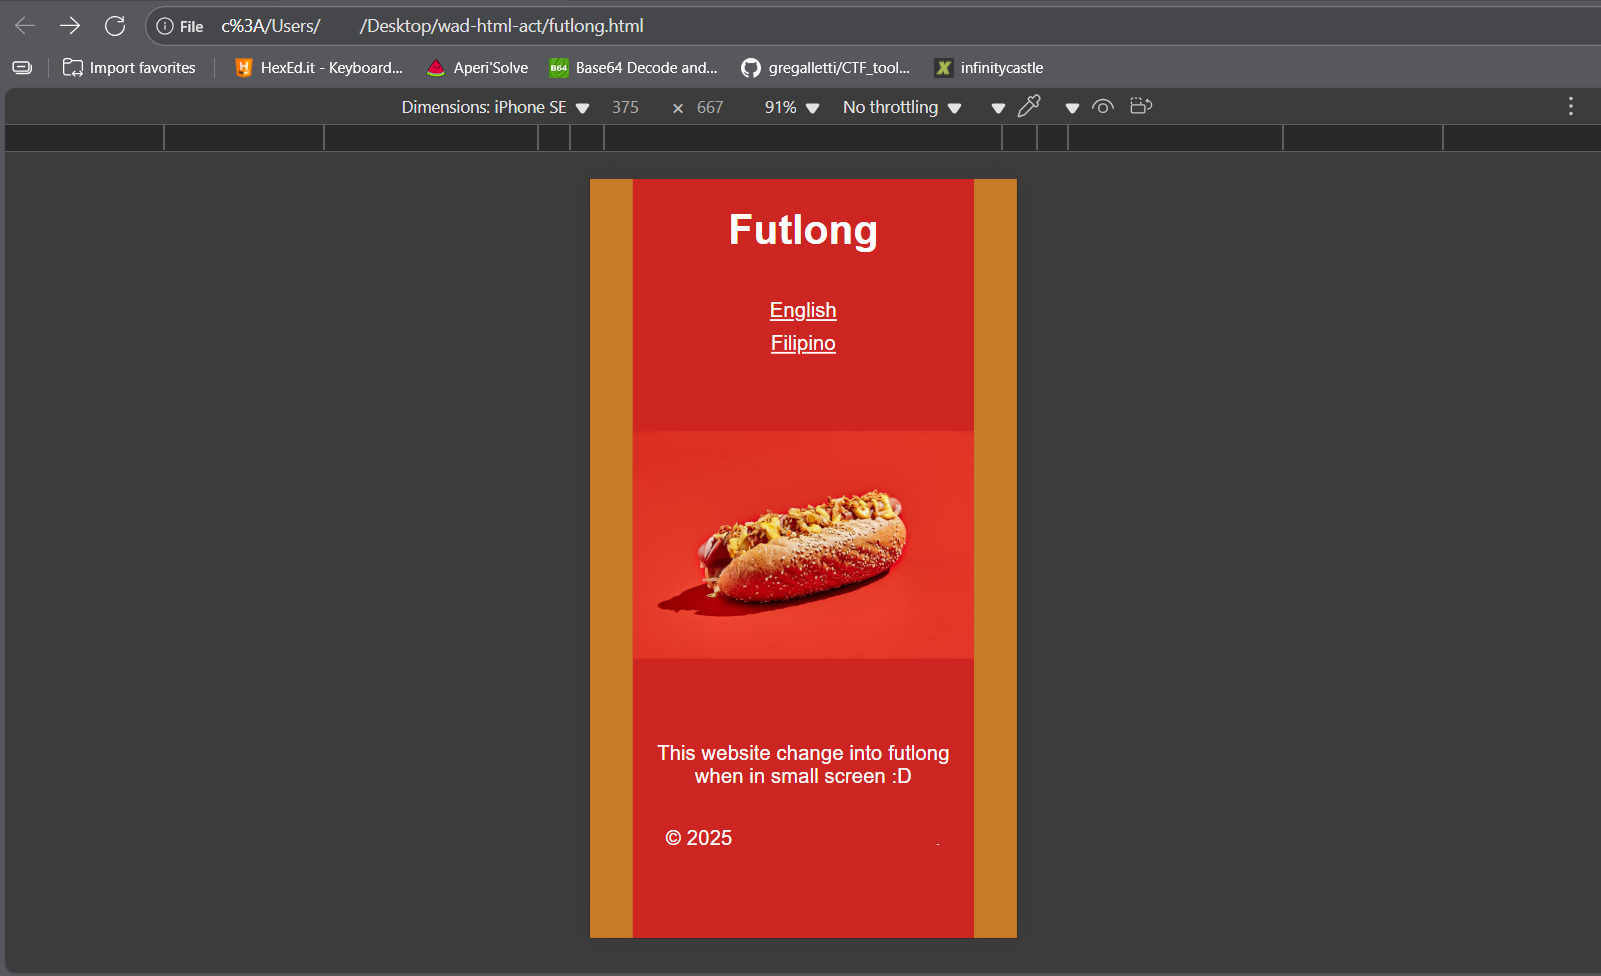 File c%3A/Users/ /Desktop/wad-html-act/futlong.html
Import favorites HexEd.it - Keyboard... Aperi'Solve B64 Base64 Decode and... gregalletti/CTF_tool... X infinitycastle
Dimensions: iPhone SE 375 × 667 91% No throttling
Futlong
English
Filipino
This website change into futlong
when in small screen :D
© 2025 .